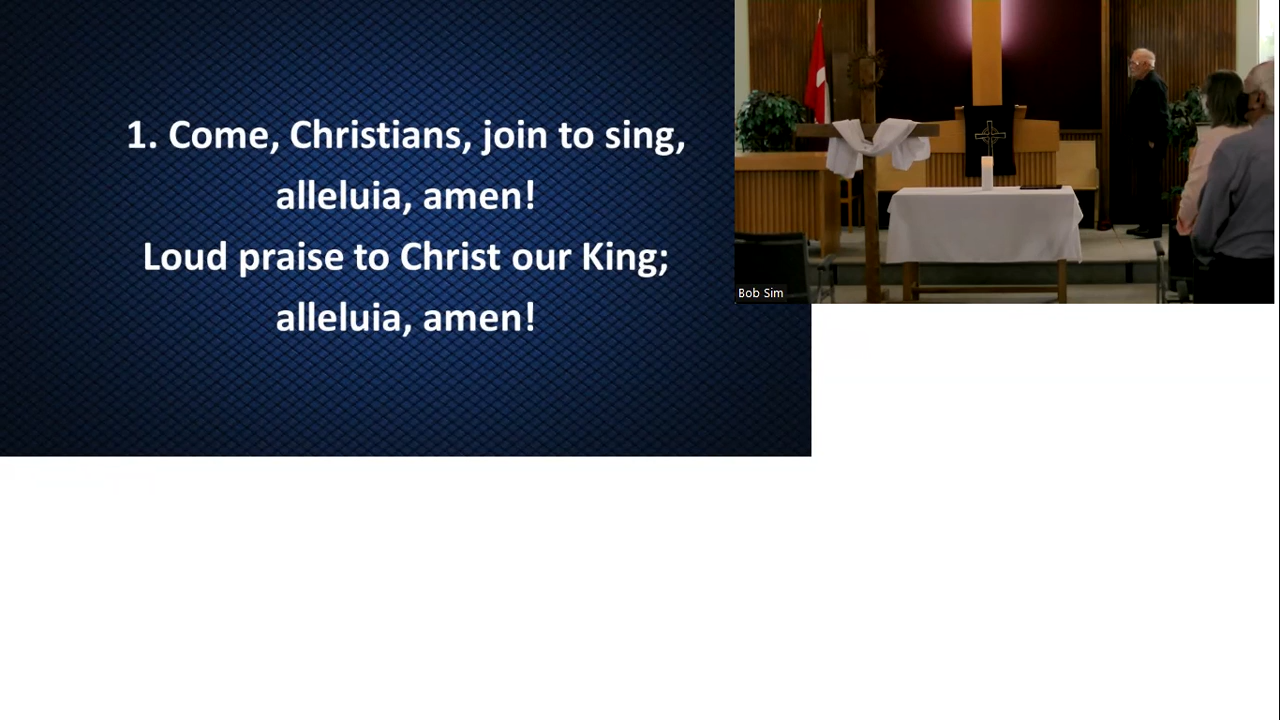 1. Come, Christians, join to sing,
alleluia, amen!
Loud praise to Christ our King;
alleluia, amen!
Bob Sim